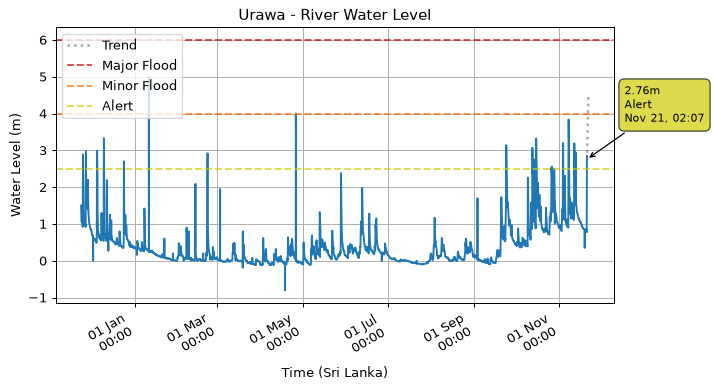 Urawa - River Water Level
Water Level (m)
6
5
4
3
2
1
0
−1
Trend
Major Flood
Minor Flood
Alert
2.76m
Alert
Nov 21, 02:07
01 Jan
00:00
01 Mar
00:00
01 May
00:00
01 Jul
00:00
01 Sep
00:00
01 Nov
00:00
Time (Sri Lanka)